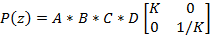 P(z) = A * B * C * D [K 0
0 1/K]